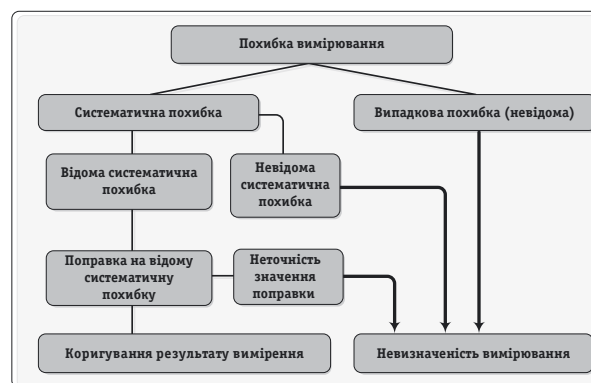 Похибка вимірювання
Систематична похибка
Випадкова похибка (невідома)
Відома систематична
похибка
Невідома
систематична
похибка
Поправка на відому
систематичну
похибку
Неточність
значення
поправки
Коригування результату вимірення
Невизначеність вимірювання